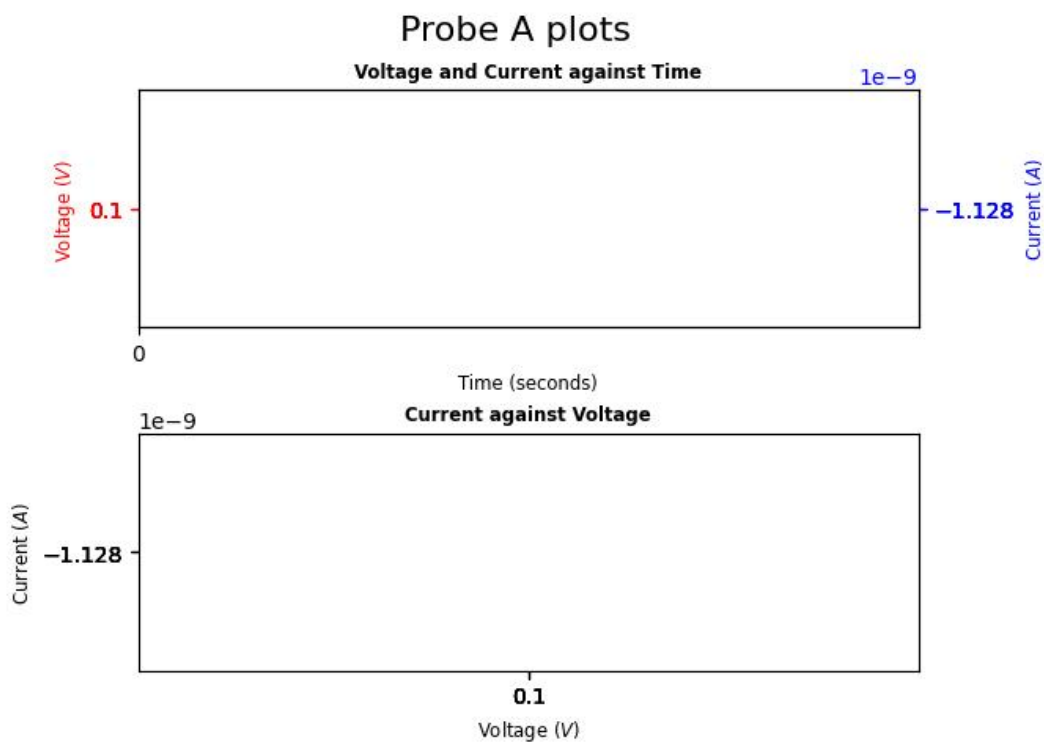 Probe A plots
Voltage and Current against Time
1e−9
Voltage (V)
0.1
−1.128
Current (A)
0
Time (seconds)
Current against Voltage
1e−9
Current (A)
−1.128
0.1
Voltage (V)